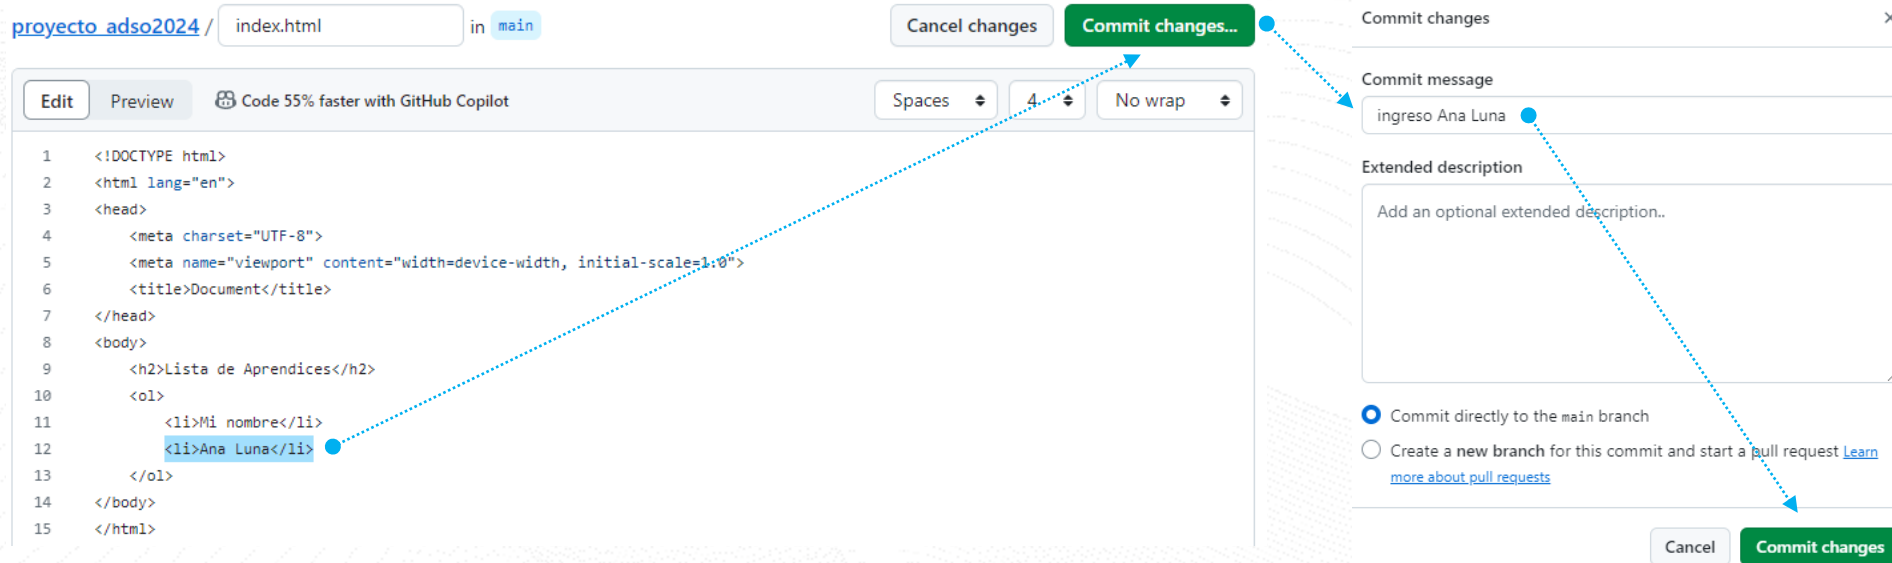 proyecto_adso2024 / index.html in main
Cancel changes
Commit changes...
Edit
Preview
Code 55% faster with GitHub Copilot
Spaces
4
No wrap
1 <!DOCTYPE html>
2 <html lang="en">
3 <head>
4 <meta charset="UTF-8">
5 <meta name="viewport" content="width=device-width, initial-scale=1.0">
6 <title>Document</title>
7 </head>
8 <body>
9 <h2>Lista de Aprendices</h2>
10 <ol>
11 <li>Mi nombre</li>
12 <li>Ana Luna</li>
13 </ol>
14 </body>
15 </html>
Commit changes
Commit message
ingreso Ana Luna
Extended description
Add an optional extended description..
Commit directly to the main branch
Create a new branch for this commit and start a pull request Learn
more about pull requests
Cancel
Commit changes